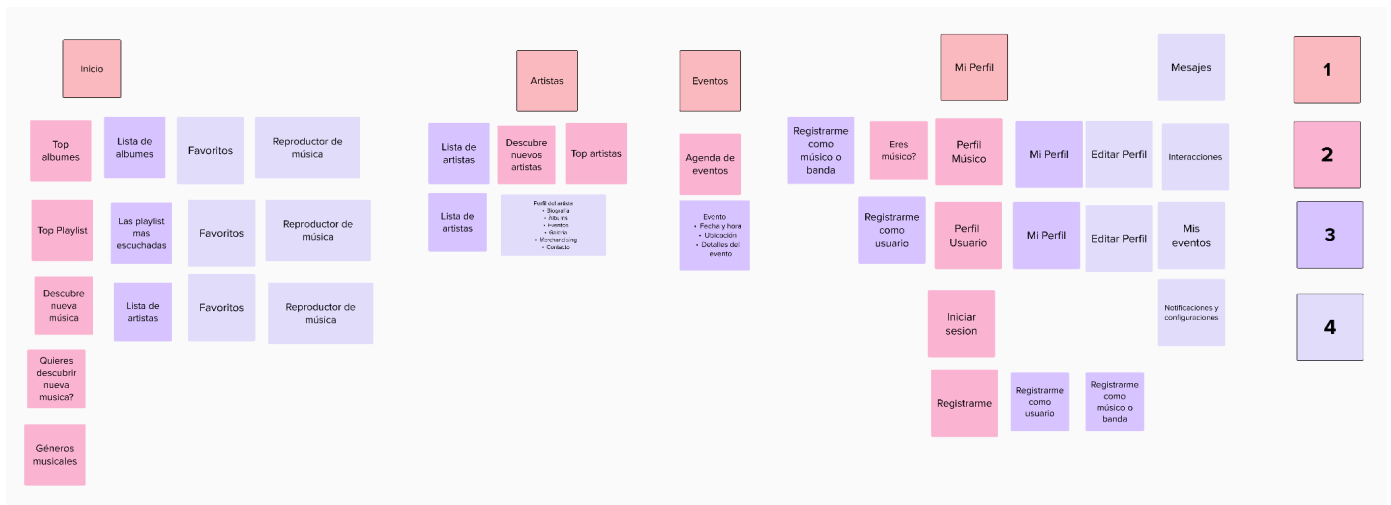 Inicio
Artistas
Eventos
Mi Perfil
Mesajes
1
Top
albumes
Lista de
albumes
Favoritos
Reproductor de
música
Lista de
artistas
Descubre
nuevos
artistas
Top artistas
Agenda de
eventos
Registrarme
como
músico o
banda
Eres
músico?
Perfil
Músico
Mi Perfil
Editar Perfil
Interacciones
2
Top Playlist
Las playlist
mas
escuchadas
Favoritos
Reproductor de
música
Lista de
artistas
Perfil del artista
• Biografia
• Albums
• Eventos
• Galeria
• Merchandising
• Contacto
Evento
• Fecha y hora
• Ubicación
• Detalles del
evento
Registrarme
como
usuario
Perfil
Usuario
Mi Perfil
Editar Perfil
Mis
eventos
3
Descubre
nueva
música
Lista de
artistas
Favoritos
Reproductor de
música
Iniciar
sesion
Notificaciones y
configuraciones
4
Quieres
descubrir
nueva
musica?
Registrarme
Registrarme
como
usuario
Registrarme
como
músico o
banda
Géneros
musicales